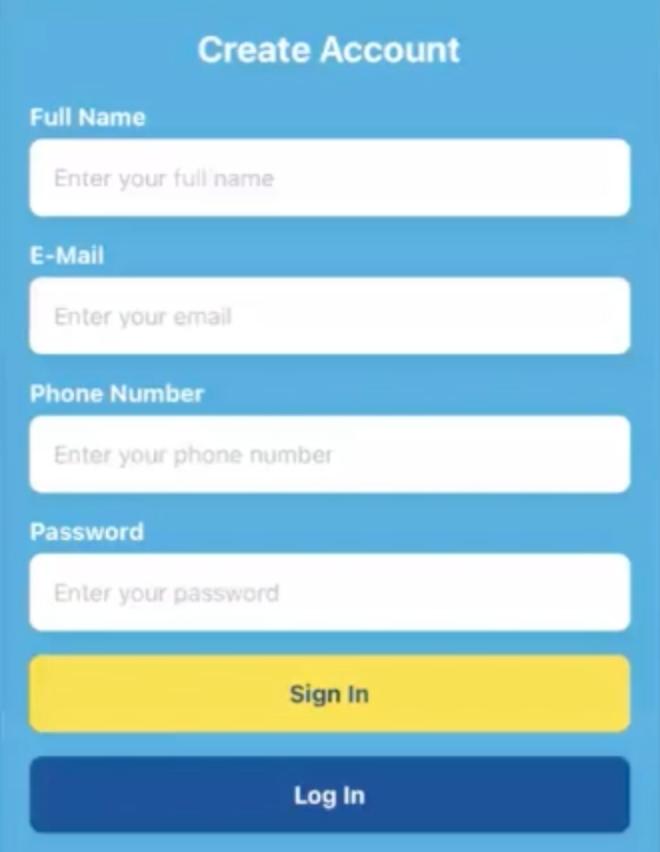 Create Account
Full Name
Enter your full name
E-Mail
Enter your email
Phone Number
Enter your phone number
Password
Enter your password
Sign In
Log In